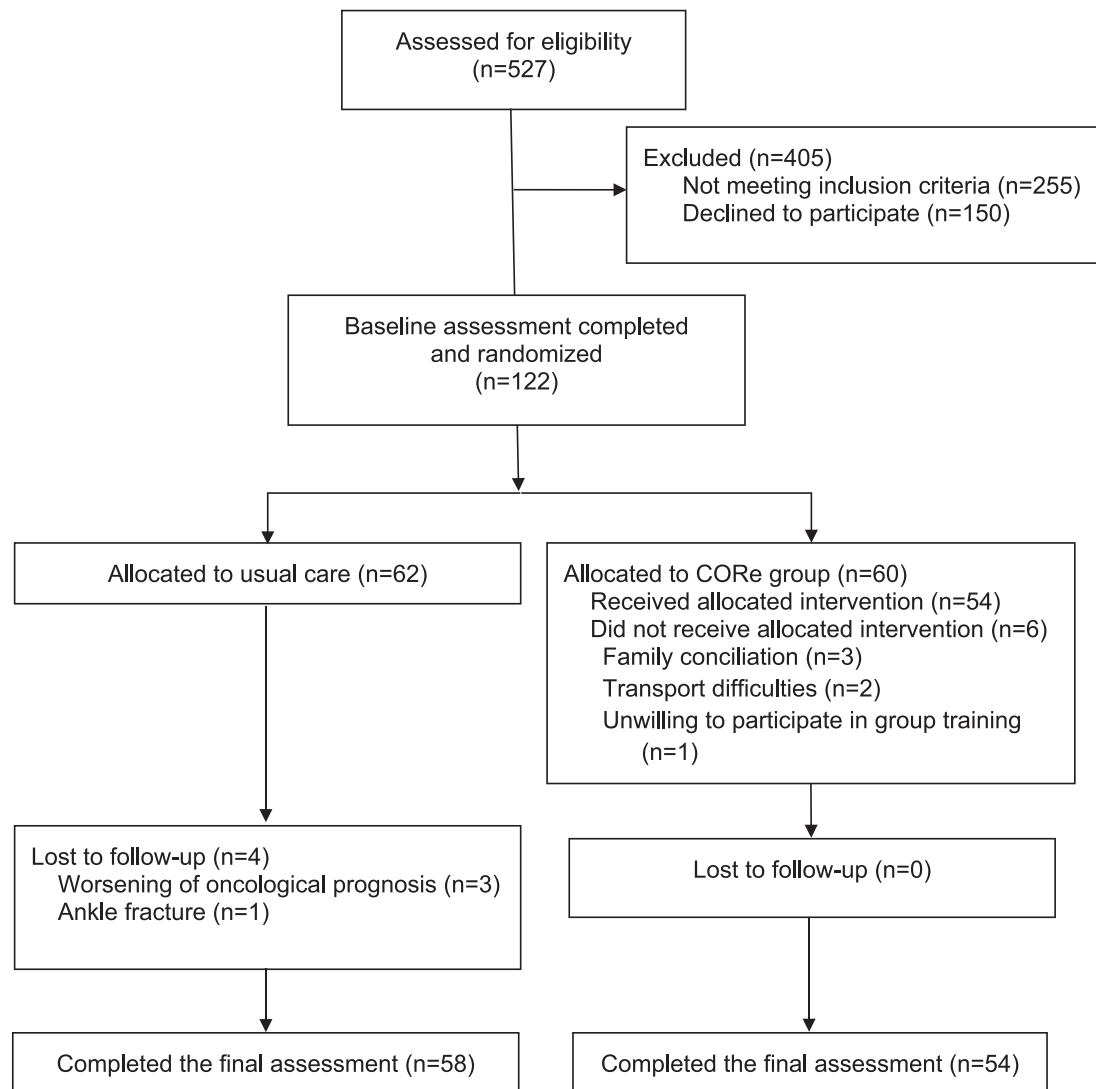 Assessed for eligibility
(n=527)
Excluded (n=405)
Not meeting inclusion criteria (n=255)
Declined to participate (n=150)
Baseline assessment completed
and randomized
(n=122)
Allocated to usual care (n=62)
Allocated to CORe group (n=60)
Received allocated intervention (n=54)
Did not receive allocated intervention (n=6)
Family conciliation (n=3)
Transport difficulties (n=2)
Unwilling to participate in group training
(n=1)
Lost to follow-up (n=4)
Worsening of oncological prognosis (n=3)
Ankle fracture (n=1)
Lost to follow-up (n=0)
Completed the final assessment (n=58)
Completed the final assessment (n=54)